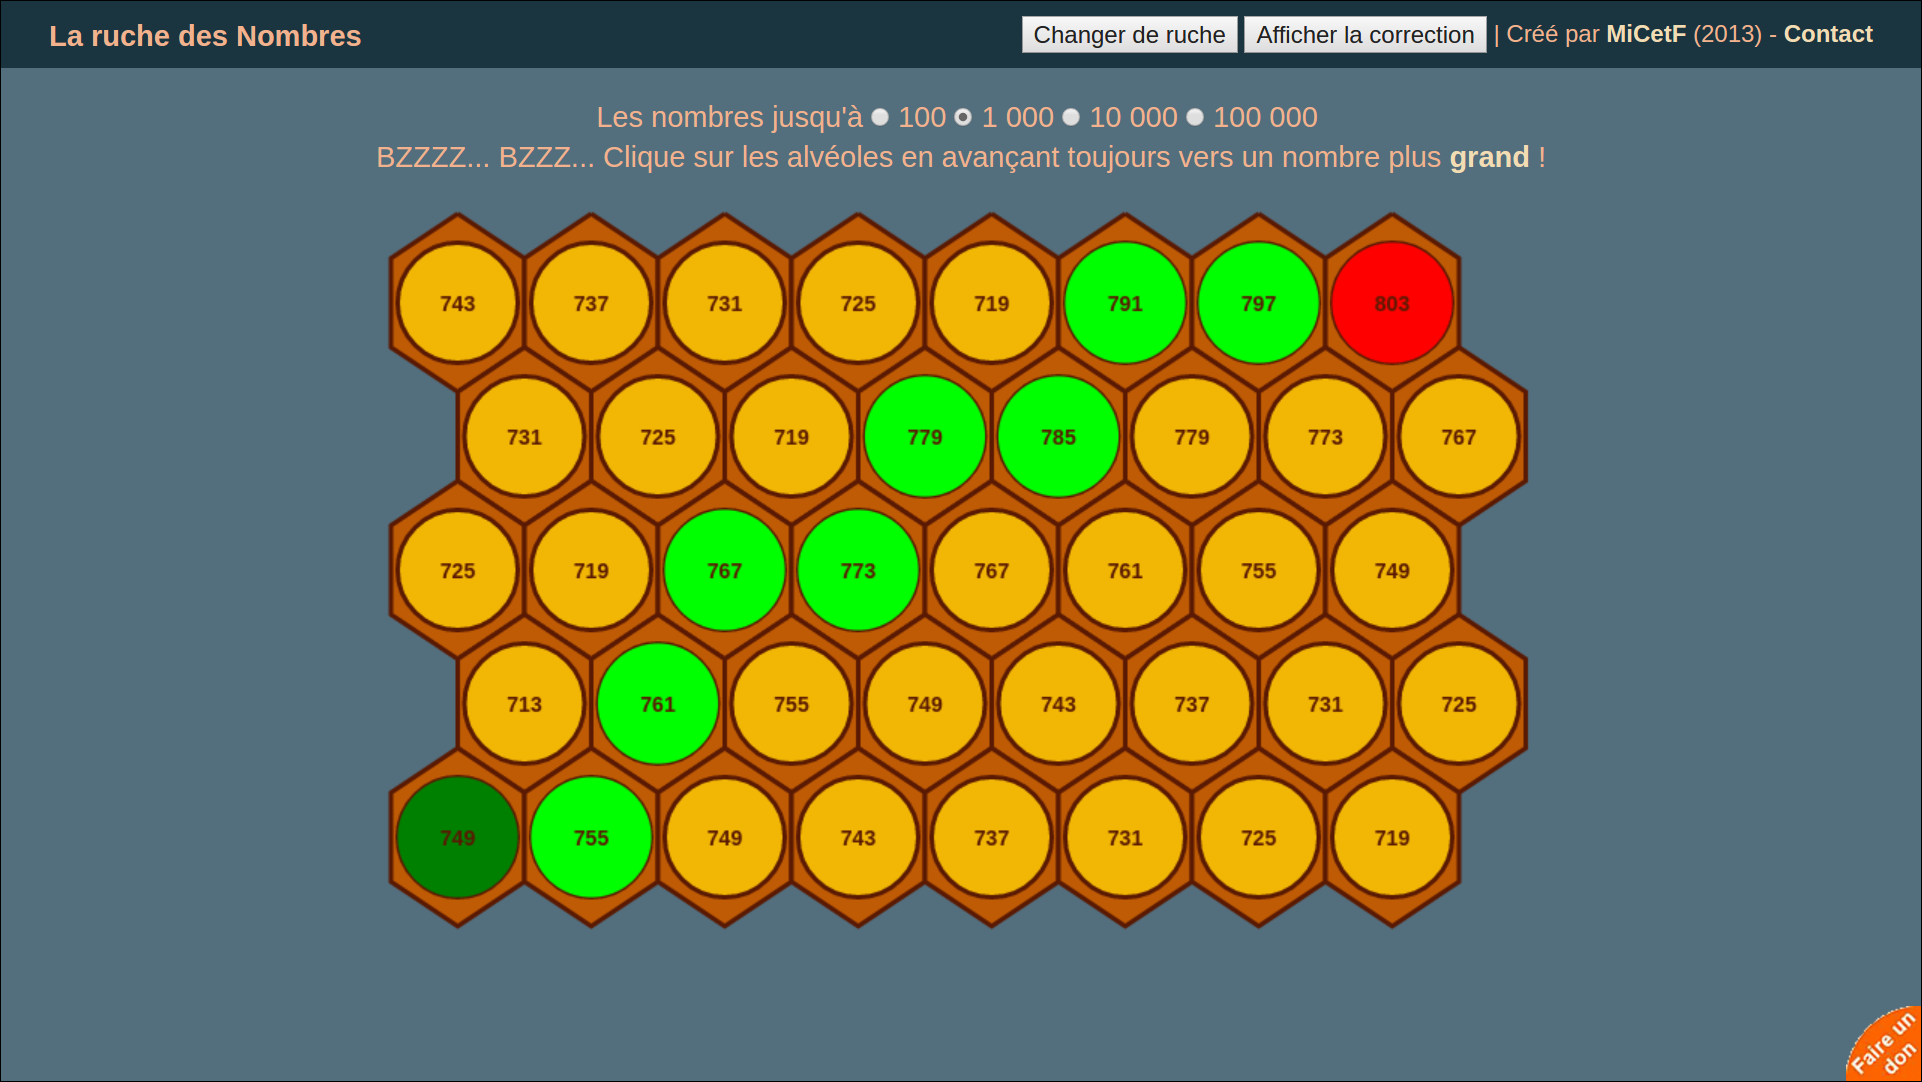 La ruche des Nombres
Changer de ruche Afficher la correction | Créé par MiCetF (2013) - Contact
Les nombres jusqu'à 100 1 000 10 000 100 000
BZZZZ... BZZZ... Clique sur les alvéoles en avançant toujours vers un nombre plus grand !
743 737 731 725 719 791 797 803
731 725 719 779 785 779 773 767
725 719 767 773 767 761 755 749
713 761 755 749 743 737 731 725
749 755 749 743 737 731 725 719
Faire un
don